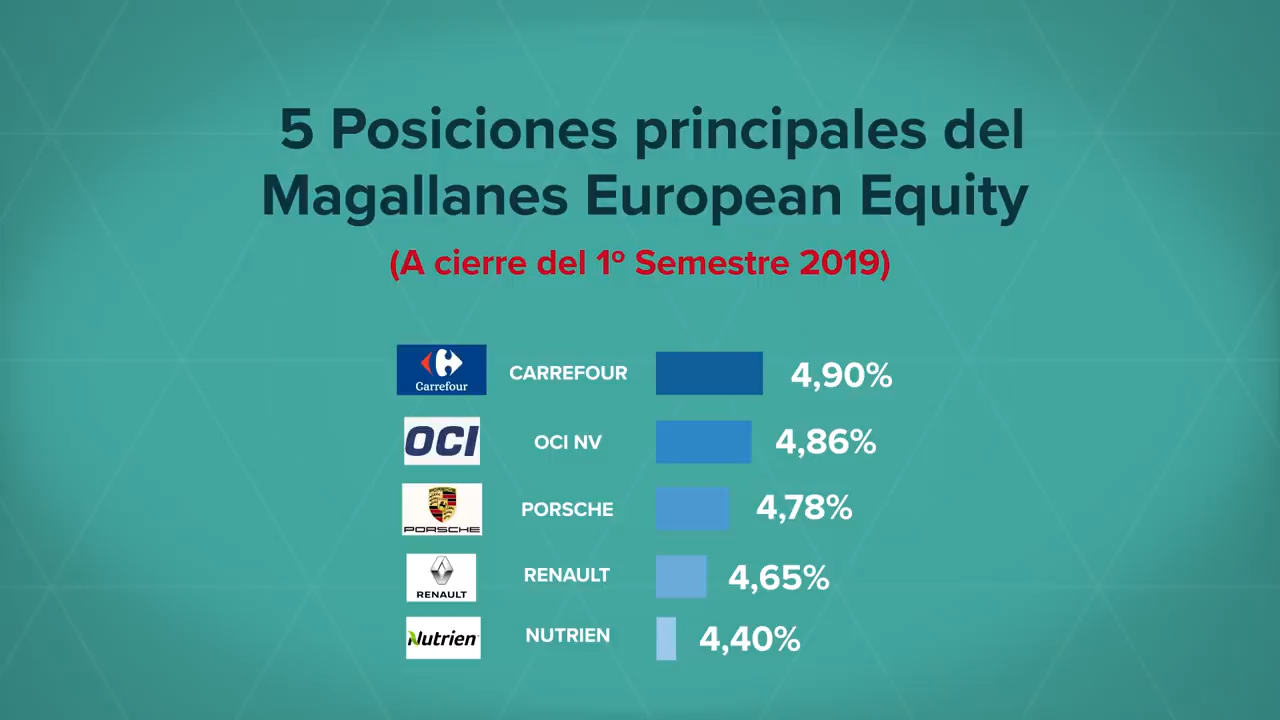 5 Posiciones principales del
Magallanes European Equity
(A cierre del 1º Semestre 2019)
Carrefour CARREFOUR 4,90%
OCI OCI NV 4,86%
PORSCHE PORSCHE 4,78%
RENAULT RENAULT 4,65%
Nutrien NUTRIEN 4,40%